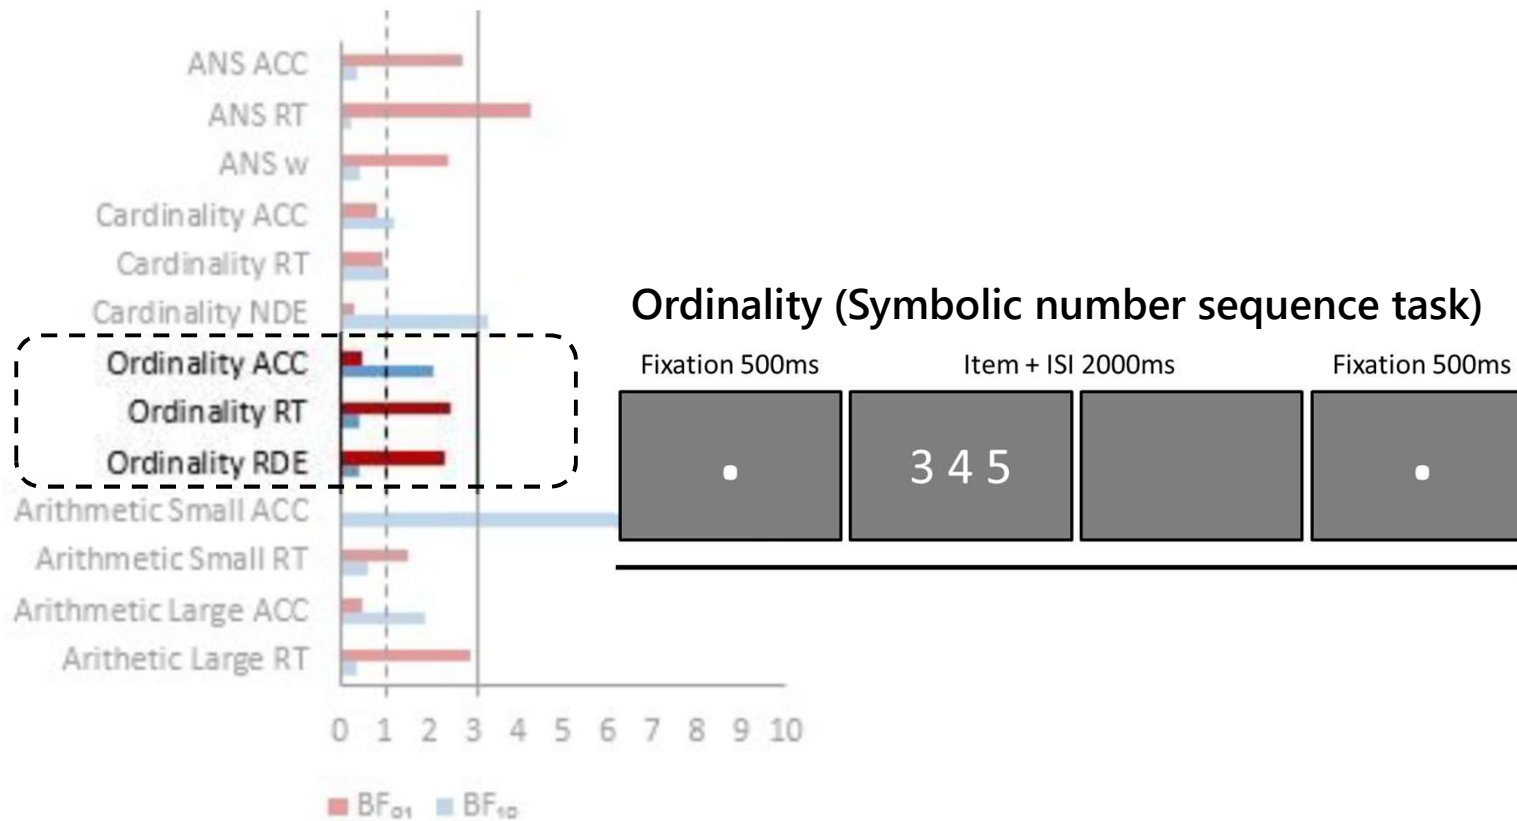 ANS ACC
ANS RT
ANS w
Cardinality ACC
Cardinality RT
Cardinality NDE
Ordinality ACC
Ordinality RT
Ordinality RDE
Arithmetic Small ACC
Arithmetic Small RT
Arithmetic Large ACC
Arithetic Large RT
0 1 2 3 4 5 6 7 8 9 10
BF₀₁ BF₁₀
Ordinality (Symbolic number sequence task)
Fixation 500ms Item + ISI 2000ms Fixation 500ms
3 4 5